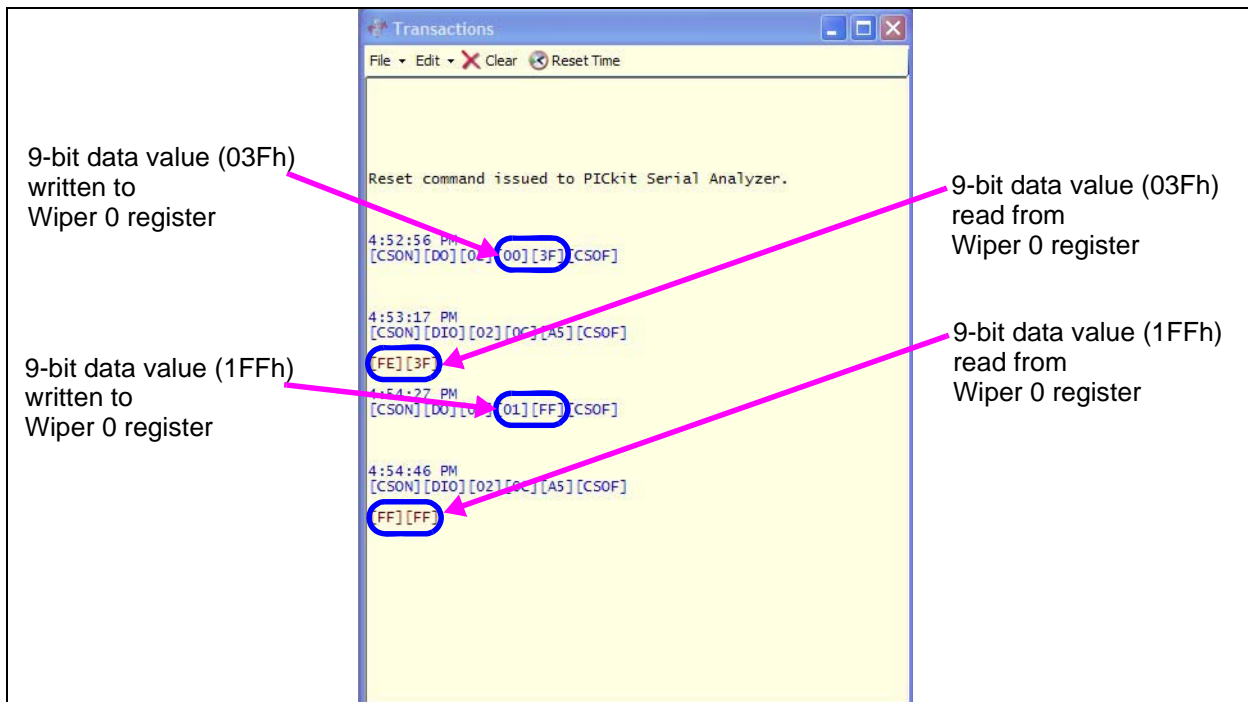 Transactions
File Edit Clear Reset Time
Reset command issued to PICkit Serial Analyzer.
9-bit data value (03Fh)
written to
Wiper 0 register
4:52:56 PM
[CSON][DO] [00][3F][CSOF]
9-bit data value (03Fh)
read from
Wiper 0 register
4:53:17 PM
[CSON][DIO][02][0C][A5][CSOF]
[FE][3F]
9-bit data value (1FFh)
written to
Wiper 0 register
4:54:27 PM
[CSON][DO] [01][FF][CSOF]
9-bit data value (1FFh)
read from
Wiper 0 register
4:54:46 PM
[CSON][DIO][02][0C][A5][CSOF]
[FF][FF]